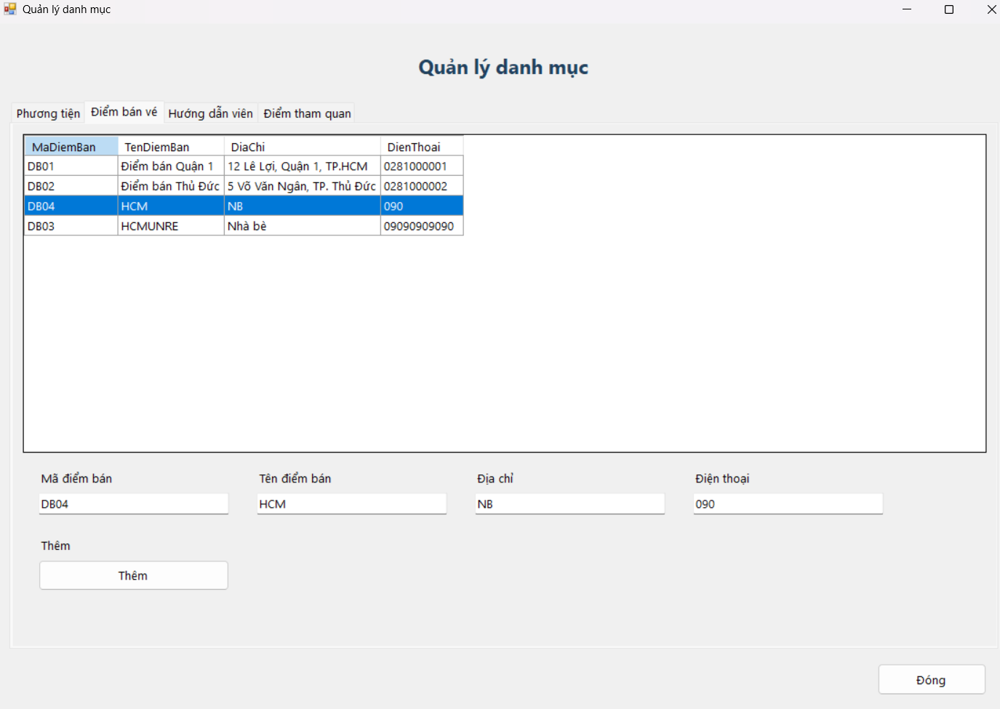 Quản lý danh mục
Quản lý danh mục
Phương tiện Điểm bán vé Hướng dẫn viên Điểm tham quan
MaDiemBan TenDiemBan DiaChi DienThoai
DB01 Điểm bán Quận 1 12 Lê Lợi, Quận 1, TP.HCM 0281000001
DB02 Điểm bán Thủ Đức 5 Võ Văn Ngân, TP. Thủ Đức 0281000002
DB04 HCM NB 090
DB03 HCMUNRE Nhà bè 09090909090
Mã điểm bán Tên điểm bán Địa chỉ Điện thoại
DB04 HCM NB 090
Thêm
Thêm
Đóng